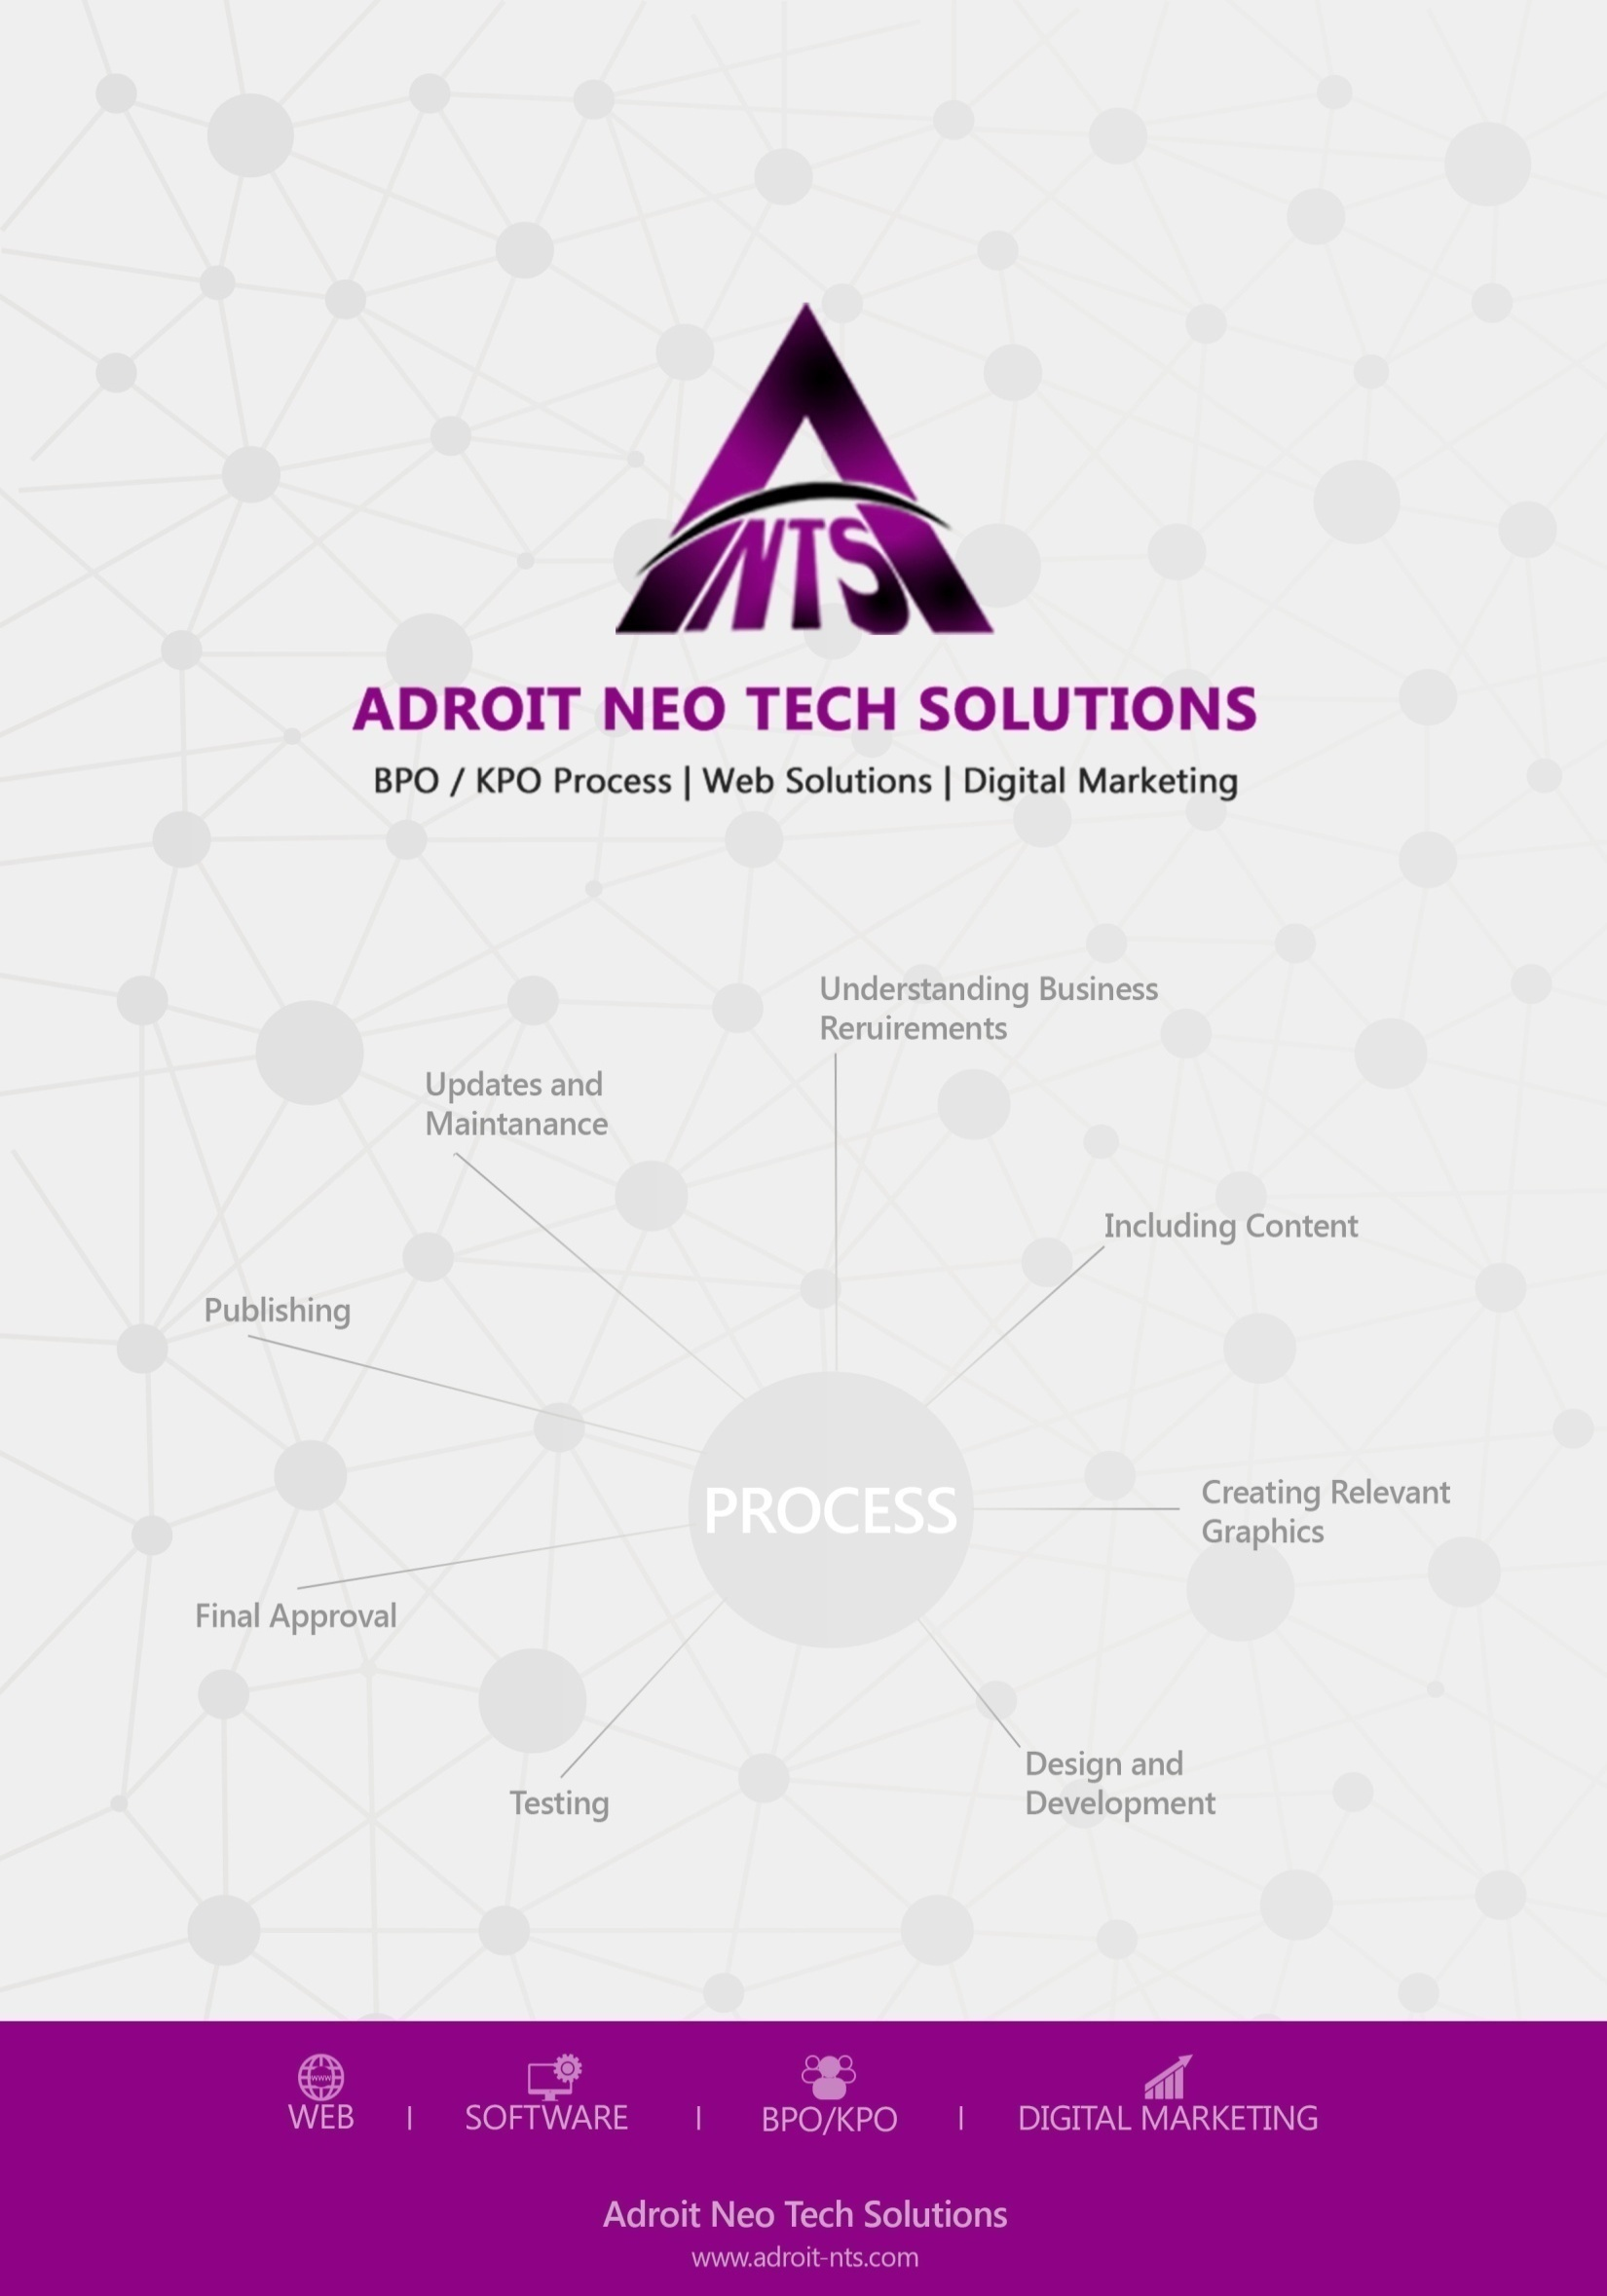 NTS
ADROIT NEO TECH SOLUTIONS
BPO / KPO Process | Web Solutions | Digital Marketing
Understanding Business
Reruirements
Updates and
Maintanance
Including Content
Publishing
PROCESS
Creating Relevant
Graphics
Final Approval
Design and
Development
Testing
www
WEB | SOFTWARE | BPO/KPO | DIGITAL MARKETING
Adroit Neo Tech Solutions
www.adroit-nts.com